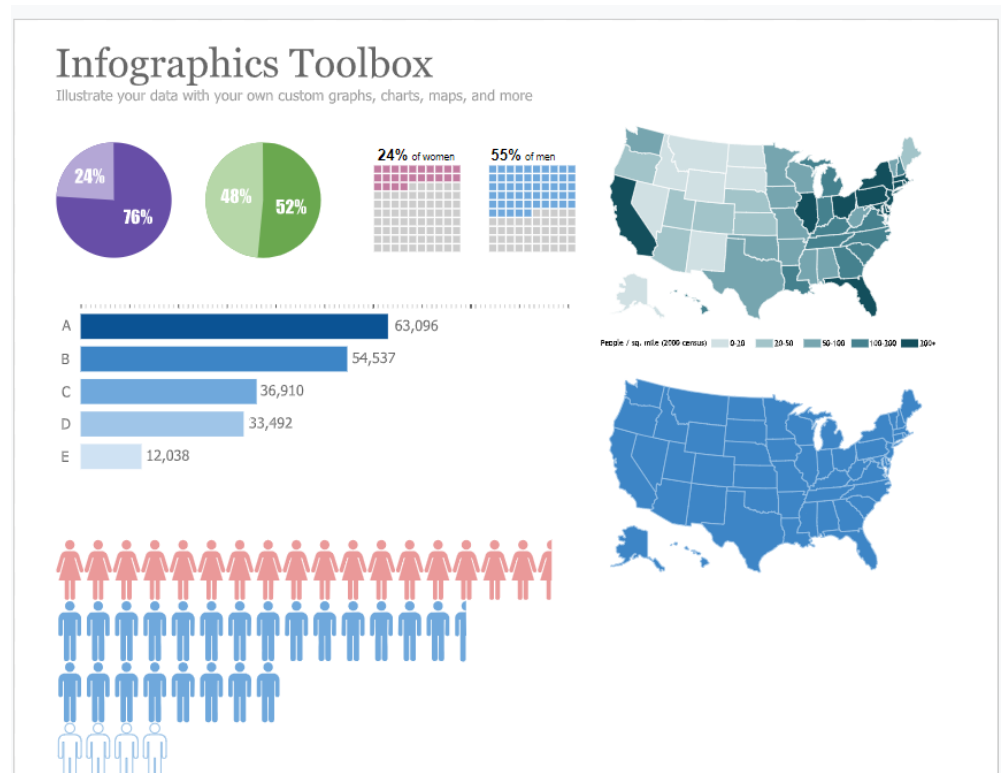 Infographics Toolbox
Illustrate your data with your own custom graphs, charts, maps, and more
24%
76%
48%
52%
24% of women
55% of men
A 63,096
B 54,537
C 36,910
D 33,492
E 12,038
People / sq. mile (2000 census) 0-20 20-50 50-100 100-200 200+